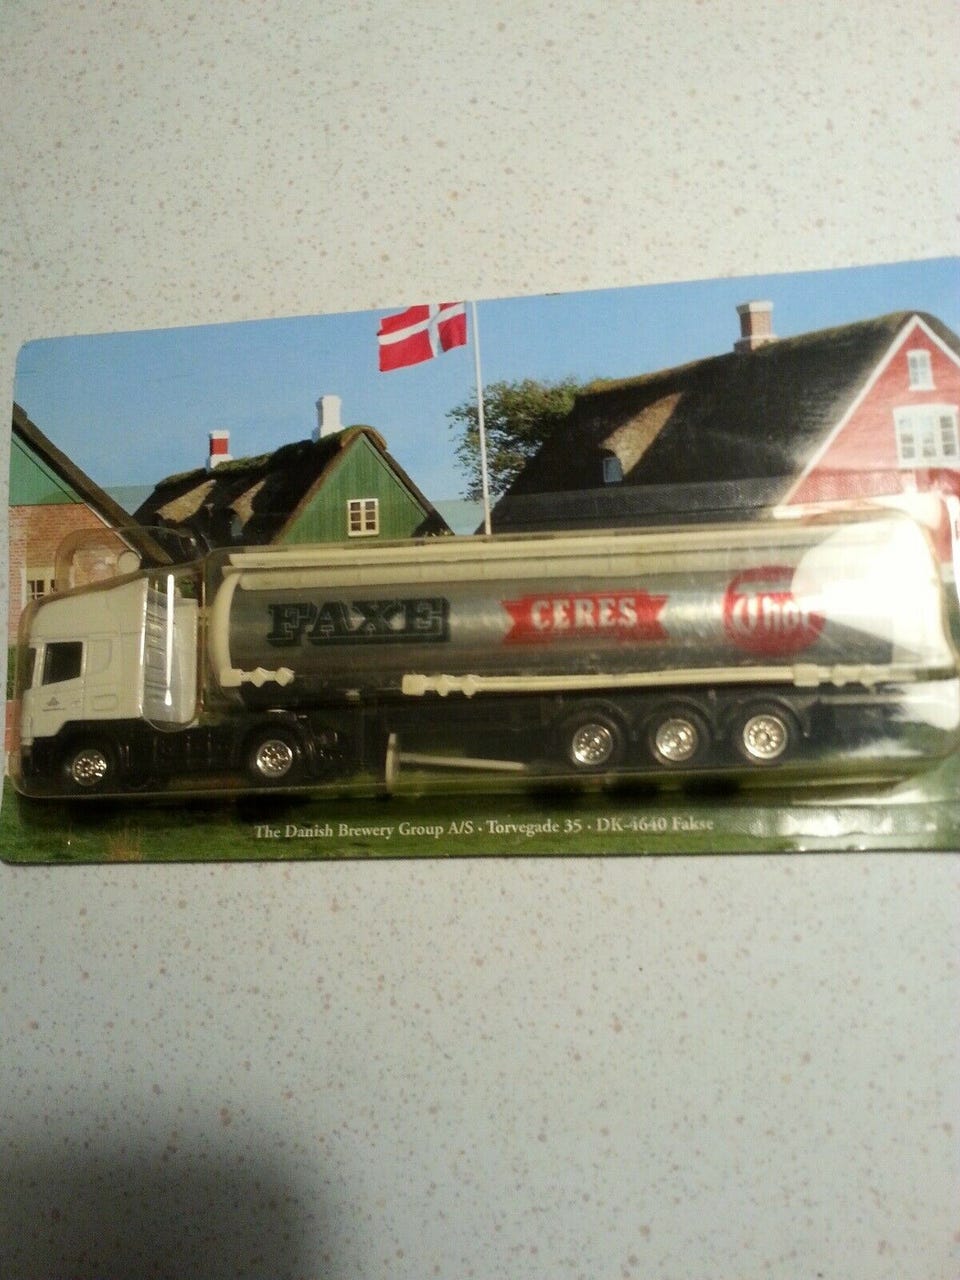 FAXE CERES Thor
The Danish Brewery Group A/S · Torvegade 35 · DK-4640 Fakse